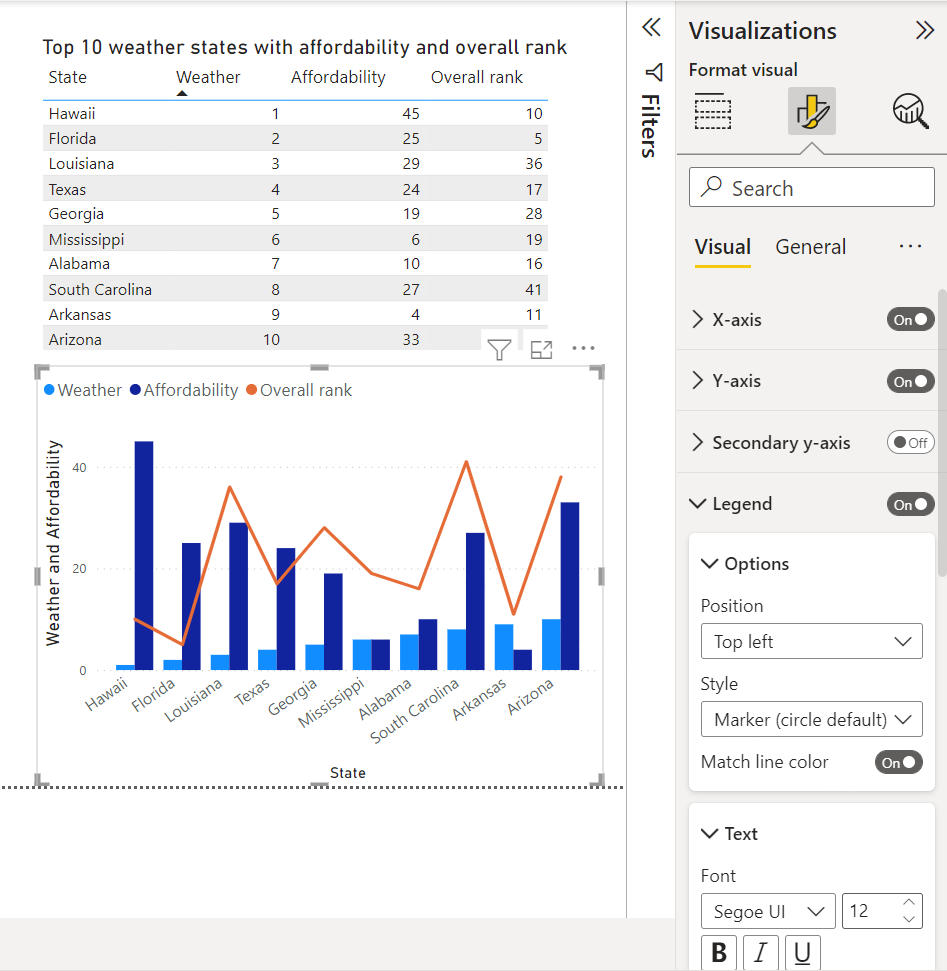 Top 10 weather states with affordability and overall rank
State Weather Affordability Overall rank
Hawaii 1 45 10
Florida 2 25 5
Louisiana 3 29 36
Texas 4 24 17
Georgia 5 19 28
Mississippi 6 6 19
Alabama 7 10 16
South Carolina 8 27 41
Arkansas 9 4 11
Arizona 10 33
Weather Affordability Overall rank
Weather and Affordability
40
20
0
Hawaii
Florida
Louisiana
Texas
Georgia
Mississippi
Alabama
South Carolina
Arkansas
Arizona
State
Filters
Visualizations
Format visual
Search
Visual General
X-axis On
Y-axis On
Secondary y-axis Off
Legend On
Options
Position
Top left
Style
Marker (circle default)
Match line color On
Text
Font
Segoe UI 12
B I U